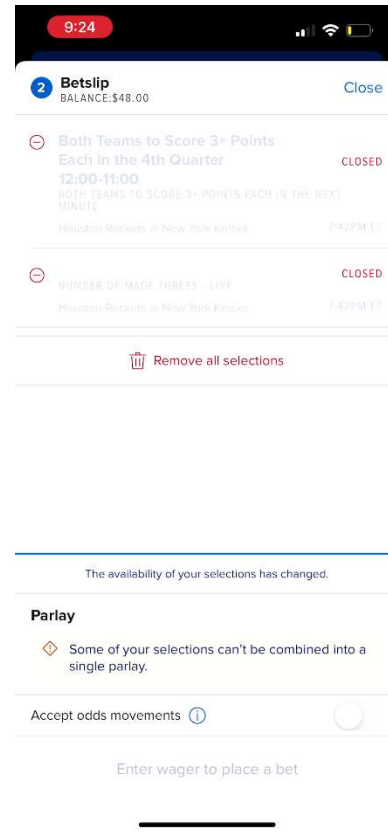 9:24
2 Betslip
BALANCE:$48.00
Close
Both Teams to Score 3+ Points
Each in the 4th Quarter
12:00-11:00
CLOSED
BOTH TEAMS TO SCORE 3+ POINTS EACH IN THE NEXT
MINUTE
Houston Rockets @ New York Knicks 7:42PM ET
CLOSED
NUMBER OF MADE THREES - LIVE
Houston Rockets @ New York Knicks 7:42PM ET
Remove all selections
The availability of your selections has changed.
Parlay
Some of your selections can't be combined into a
single parlay.
Accept odds movements
Enter wager to place a bet